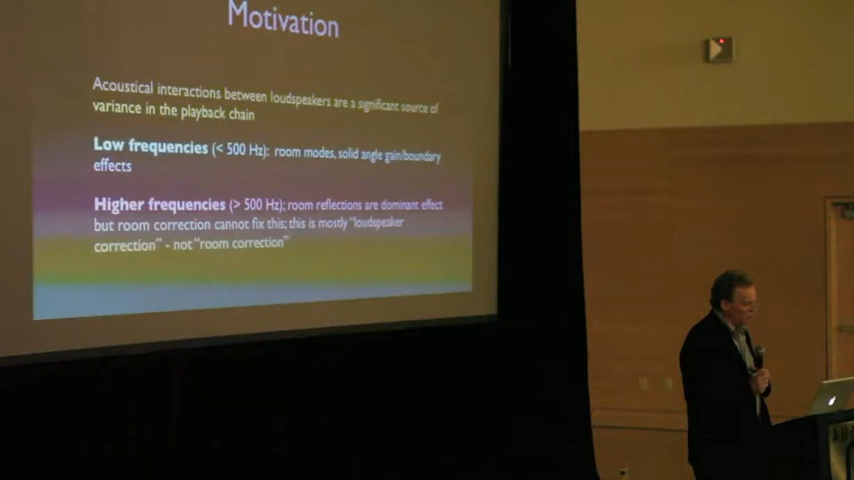 Motivation
Acoustical interactions between loudspeakers are a significant source of
variance in the playback chain
Low frequencies (< 500 Hz): room modes, solid angle gain/boundary
effects
Higher frequencies (> 500 Hz); room reflections are dominant effect
but room correction cannot fix this; this is mostly "loudspeaker
correction" - not "room correction"